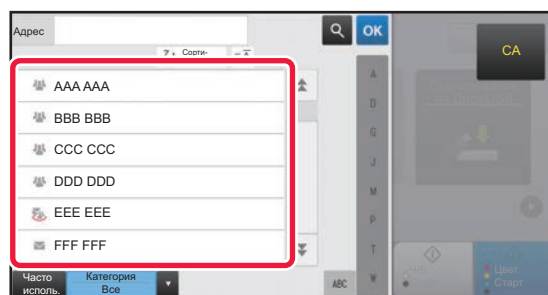 Адрес
OK
CA
Сорти-
AAA AAA
BBB BBB
CCC CCC
DDD DDD
EEE EEE
FFF FFF
A
D
G
J
M
P
T
W
ABC
Часто
исполь.
Категория
Все
Цвет
Старт